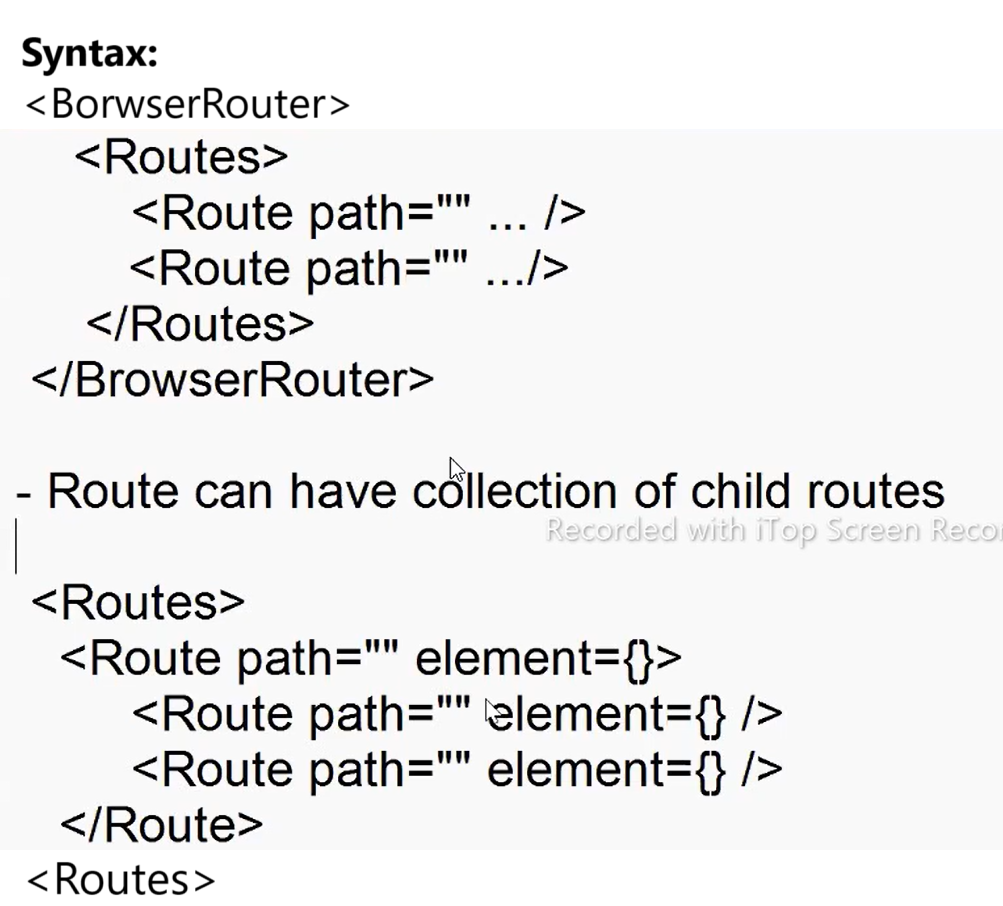 Syntax:
<BorwserRouter>
<Routes>
<Route path="" ... />
<Route path="" .../>
</Routes>
</BrowserRouter>
- Route can have collection of child routes
Recorded with iTop Screen Recor
<Routes>
<Route path="" element={}>
<Route path="" element={} />
<Route path="" element={} />
</Route>
<Routes>